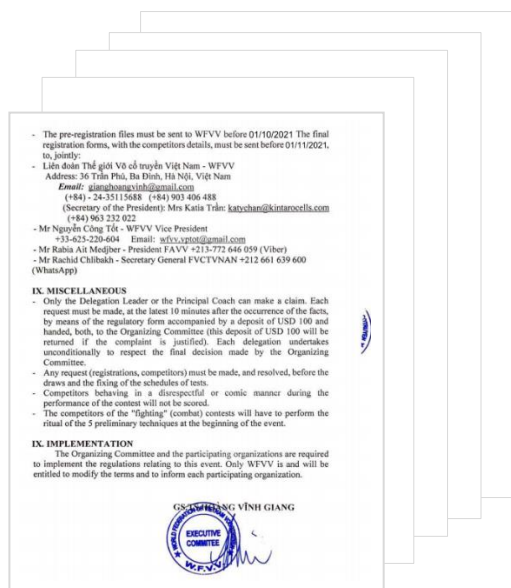 - The pre-registration files must be sent to WFVV before 01/10/2021 The final
registration forms, with the competitors details, must be sent before 01/11/2021,
to, jointly:
- Liên đoàn Thế giới Võ cổ truyền Việt Nam - WFVV
Address: 36 Trần Phú, Ba Đình, Hà Nội, Việt Nam
Email: gianghoangvinh@gmail.com
(+84) - 24-35115688 (+84) 903 406 488
(Secretary of the President): Mrs Katia Trần: katychan@kintarocells.com
(+84) 963 232 022
- Mr Nguyễn Công Tốt - WFVV Vice President
+33-625-220-604 Email: wfvv.vptot@gmail.com
- Mr Rabia Ait Medjber - President FAVV +213-772 646 059 (Viber)
- Mr Rachid Chlibakh - Secretary General FVCTVNAN +212 661 639 600
(WhatsApp)
IX. MISCELLANEOUS
- Only the Delegation Leader or the Principal Coach can make a claim. Each
request must be made, at the latest 10 minutes after the occurrence of the facts,
by means of the regulatory form accompanied by a deposit of USD 100 and
handed, both, to the Organizing Committee (this deposit of USD 100 will be
returned if the complaint is justified). Each delegation undertakes
unconditionally to respect the final decision made by the Organizing
Committee.
- Any request (registrations, competitors) must be made, and resolved, before the
draws and the fixing of the schedules of tests.
- Competitors behaving in a disrespectful or comic manner during the
performance of the contest will not be scored.
- The competitors of the "fighting" (combat) contests will have to perform the
ritual of the 5 preliminary techniques at the beginning of the event.
IX. IMPLEMENTATION
The Organizing Committee and the participating organizations are required
to implement the regulations relating to this event. Only WFVV is and will be
entitled to modify the terms and to inform each participating organization.
VĨNH GIANG
EXECUTIVE
COMMITEE
W.F.V.V